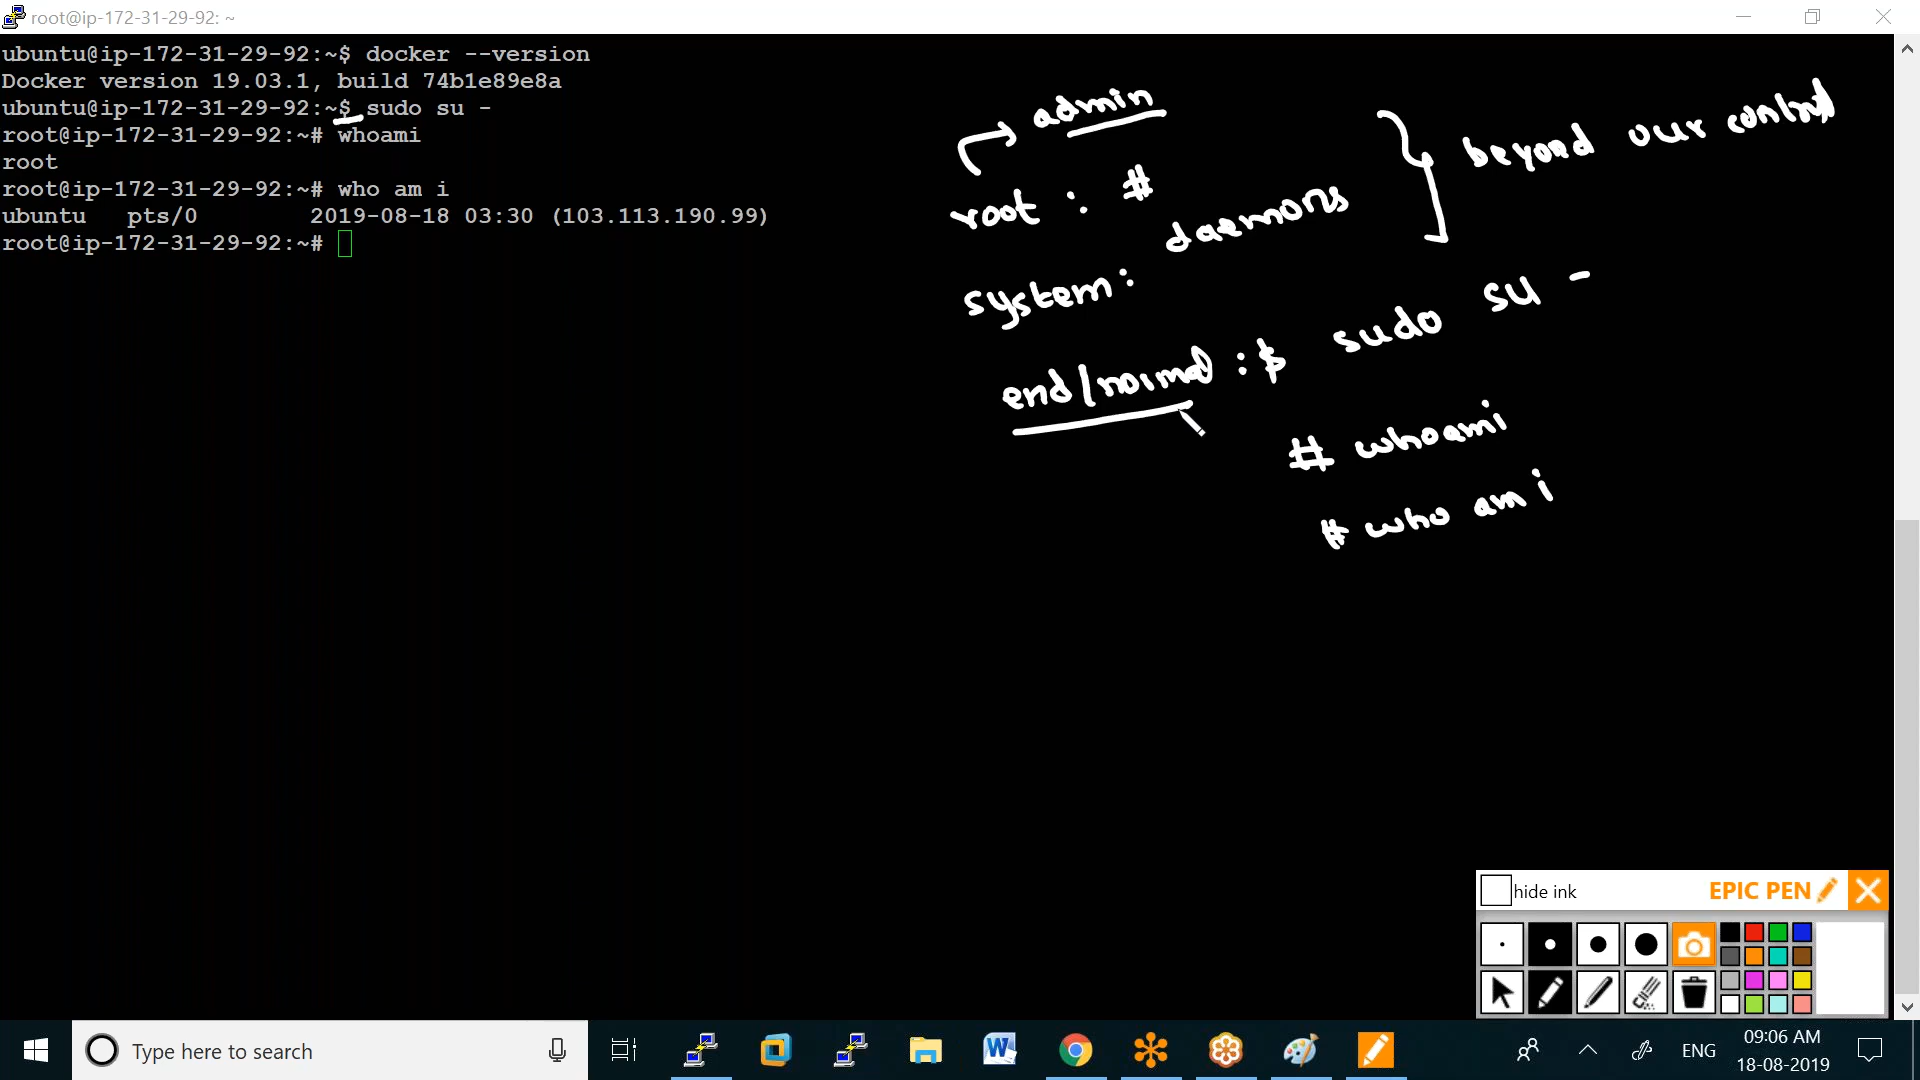 root@ip-172-31-29-92: ~
ubuntu@ip-172-31-29-92:~$ docker --version
Docker version 19.03.1, build 74b1e89e8a
ubuntu@ip-172-31-29-92:~$ sudo su -
root@ip-172-31-29-92:~# whoami
root
root@ip-172-31-29-92:~# who am i
ubuntu   pts/0        2019-08-18 03:30 (103.113.190.99)
root@ip-172-31-29-92:~#
admin
root : #
daemons
beyond our control
system:
end/normal :$ sudo su -
# whoami
# who am i
hide ink
EPIC PEN
Type here to search
ENG
09:06 AM
18-08-2019